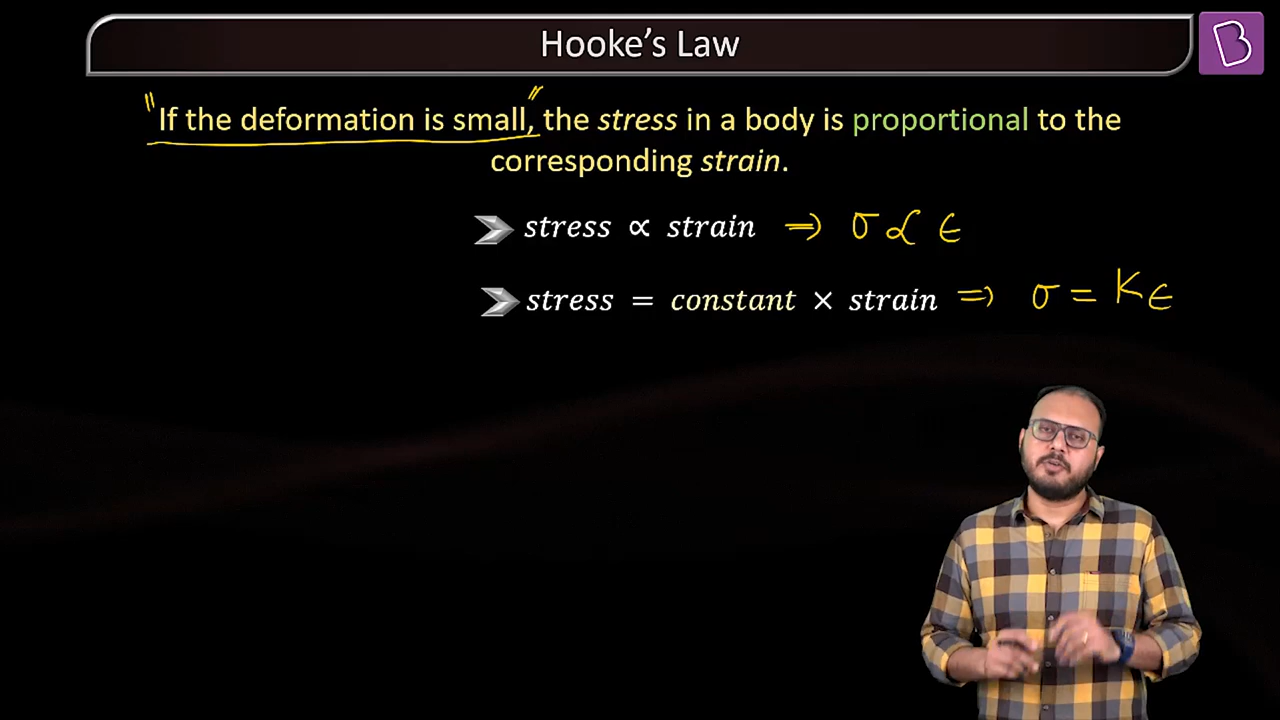 Hooke's Law
B
"If the deformation is small," the stress in a body is proportional to the
corresponding strain.
stress ∝ strain ⇒ σ ∝ ϵ
stress = constant × strain ⇒ σ = Kϵ